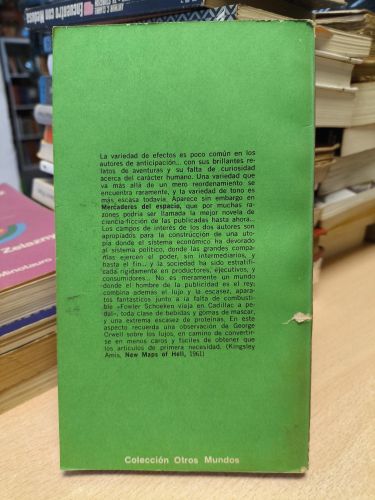 ARTHUR C. CLARKE
Encuentro con Medusa
Zelazny
Minotauro
La variedad de efectos es poco común en los
autores de anticipación... con sus brillantes re-
latos de aventuras y su falta de curiosidad
acerca del carácter humano. Una variedad que
va más allá de un mero reordenamiento se
encuentra raramente, y la variedad de tono es
más escasa todavía. Aparece sin embargo en
Mercaderes del espacio, que por muchas ra-
zones podría ser llamada la mejor novela de
ciencia-ficción de las publicadas hasta ahora...
Los campos de interés de los dos autores son
apropiados para la construcción de una uto-
pía donde el sistema económico ha devorado
al sistema político, donde las grandes compa-
ñías ejercen el poder, sin intermediarios, y
hasta el fin... y la sociedad ha sido estratifi-
cada rígidamente en productores, ejecutivos, y
consumidores... No es meramente un mundo
donde el hombre de la publicidad es el rey;
combina además el lujo y la escasez, apara-
tos fantásticos junto a la falta de combusti-
ble «Fowler Schocken viaja en Cadillac a pe-
dal», toda clase de bebidas y gomas de mascar,
y una extrema escasez de proteínas. En este
aspecto recuerda una observación de George
Orwell sobre los lujos, en camino de convertir-
se en menos caros y fáciles de obtener que
los artículos de primera necesidad. (Kingsley
Amis, New Maps of Hell, 1961)
Colección Otros Mundos